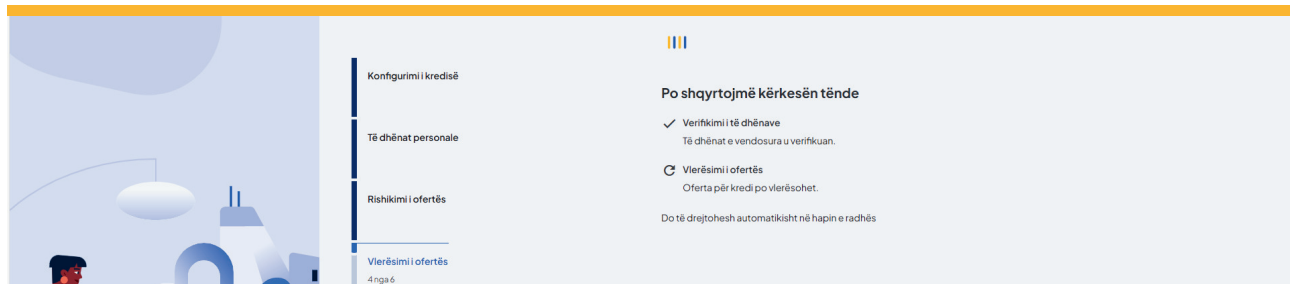 Konfigurimi i kredisë
Të dhënat personale
Rishikimi i ofertës
Vlerësimi i ofertës
4 nga 6
Po shqyrtojmë kërkesën tënde
Verifikimi i të dhënave
Të dhënat e vendosura u verifikuan.
Vlerësimi i ofertës
Oferta për kredi po vlerësohet.
Do të drejtohesh automatikisht në hapin e radhës